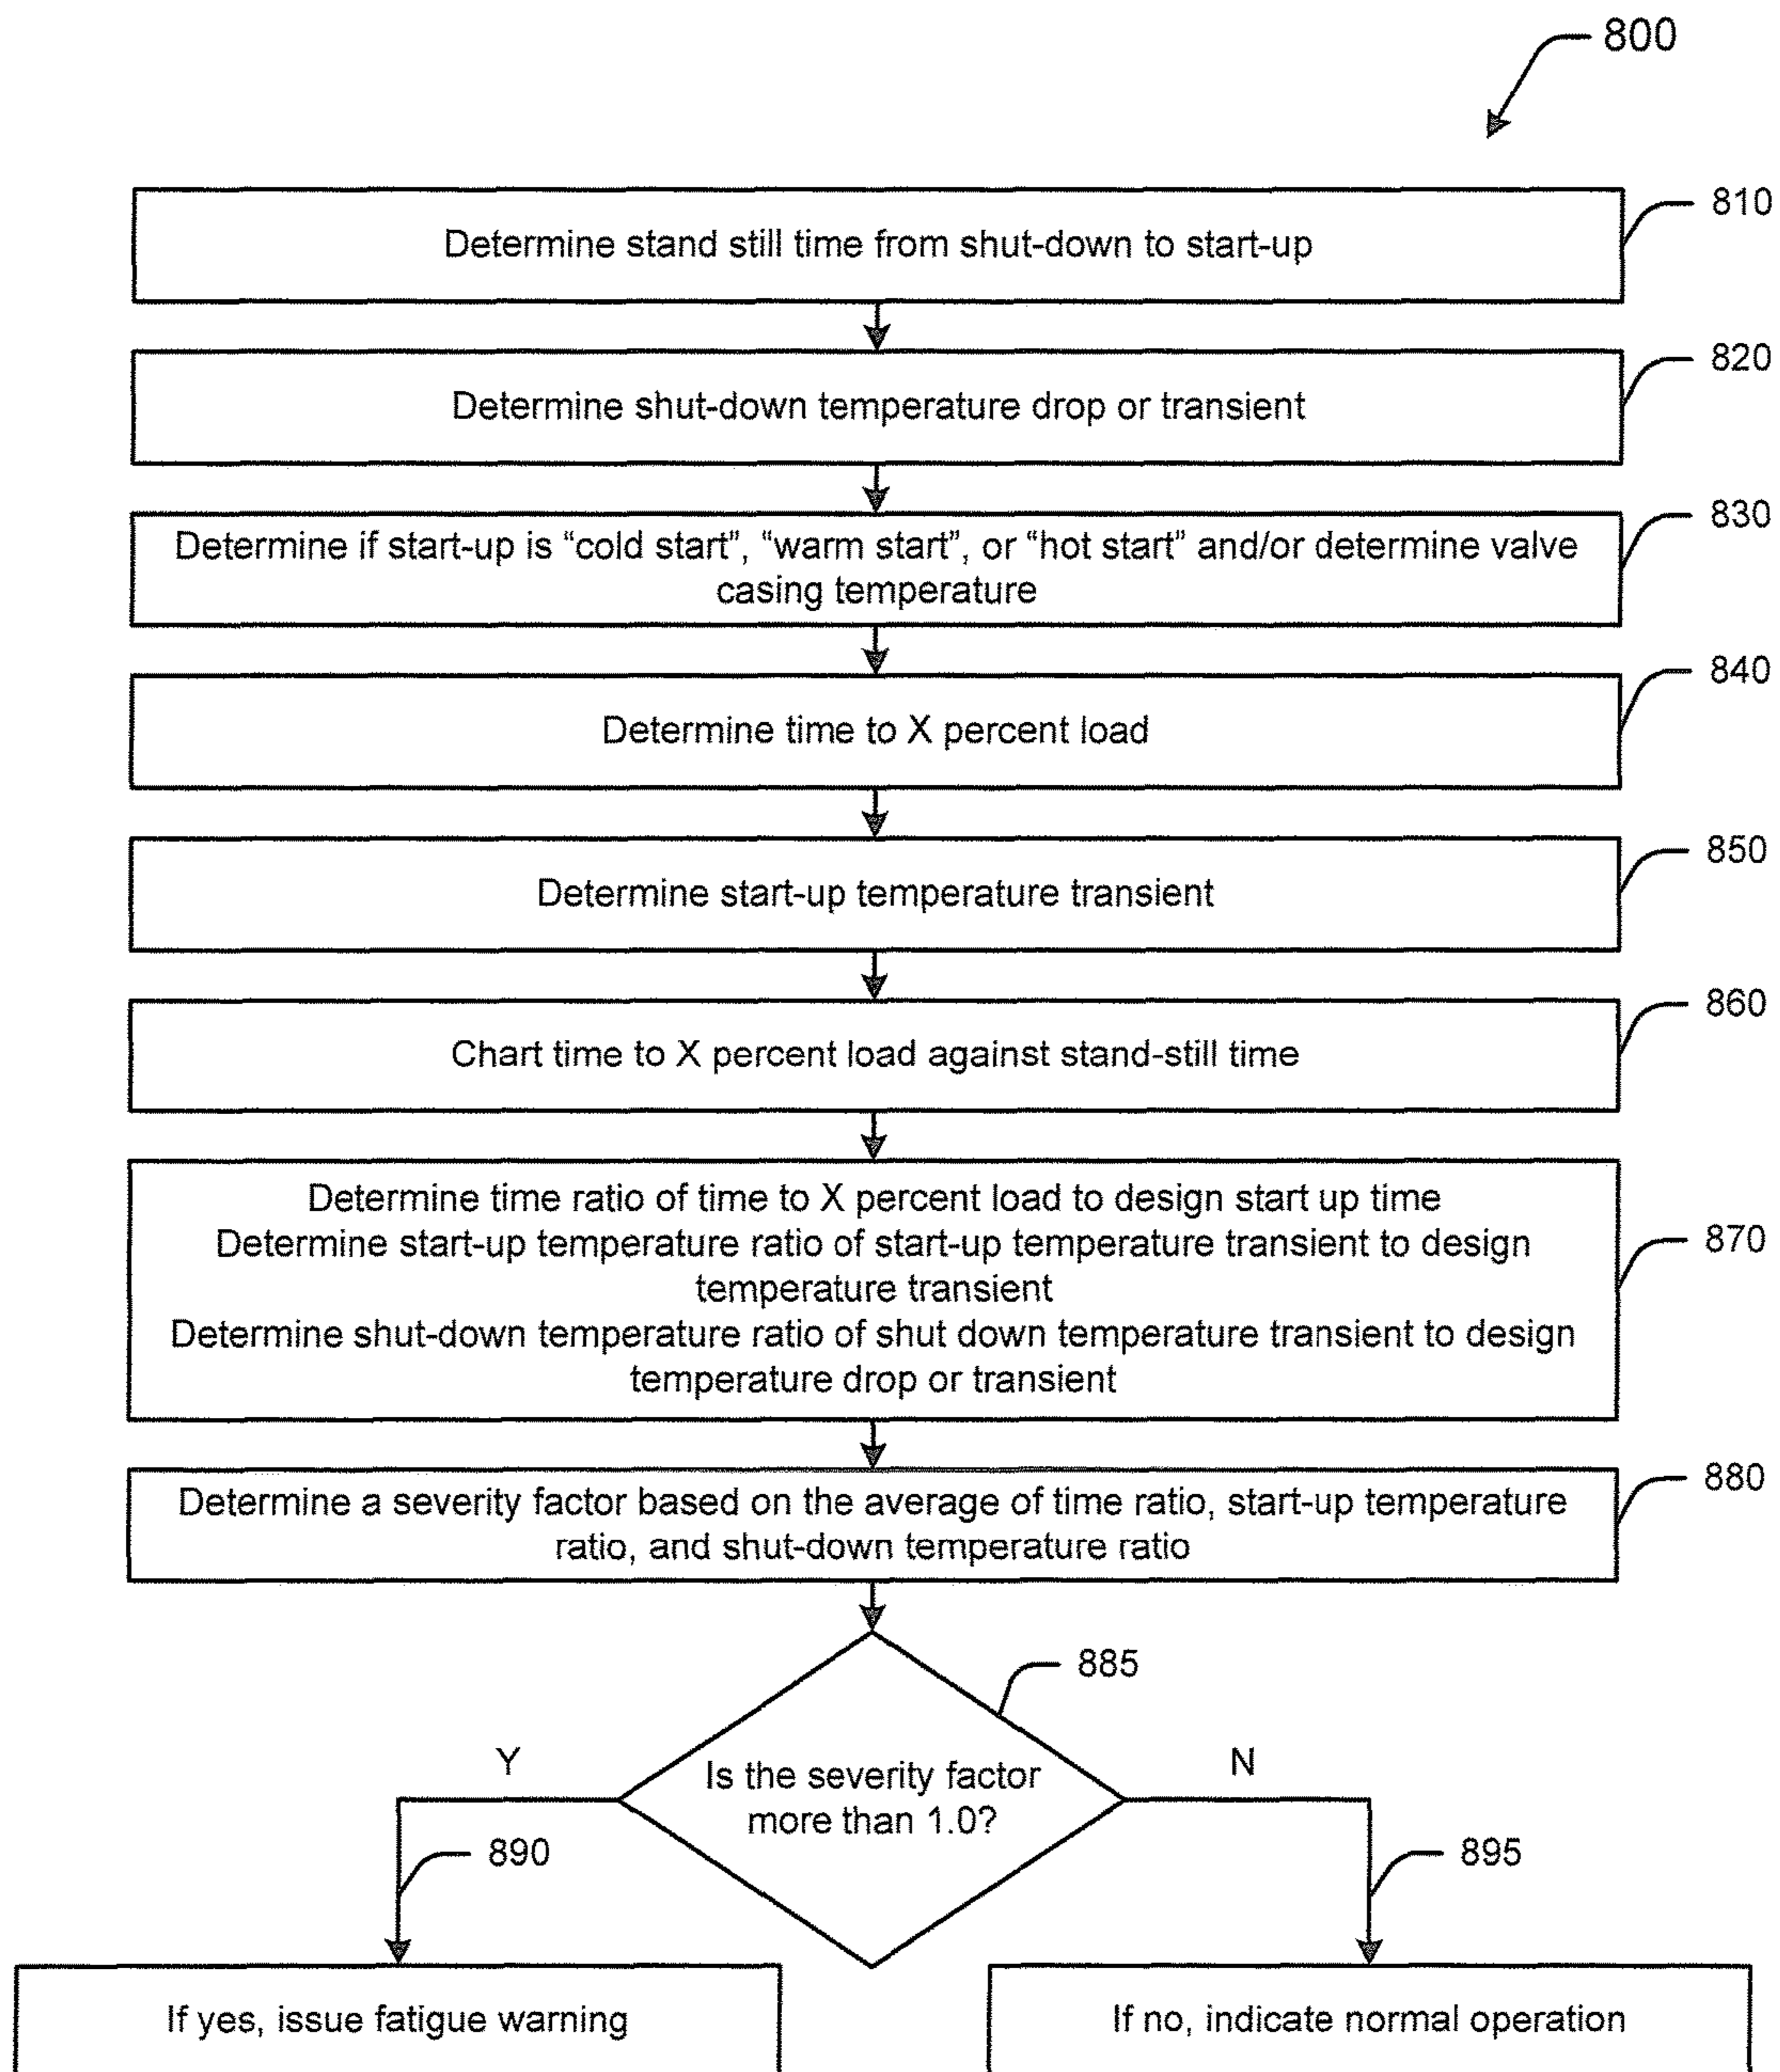 800
810
Determine stand still time from shut-down to start-up
820
Determine shut-down temperature drop or transient
830
Determine if start-up is “cold start”, “warm start”, or “hot start” and/or determine valve
casing temperature
840
Determine time to X percent load
850
Determine start-up temperature transient
860
Chart time to X percent load against stand-still time
Determine time ratio of time to X percent load to design start up time
870
Determine start-up temperature ratio of start-up temperature transient to design
temperature transient
Determine shut-down temperature ratio of shut down temperature transient to design
temperature drop or transient
880
Determine a severity factor based on the average of time ratio, start-up temperature
ratio, and shut-down temperature ratio
885
Y
N
Is the severity factor
more than 1.0?
890
895
If yes, issue fatigue warning
If no, indicate normal operation